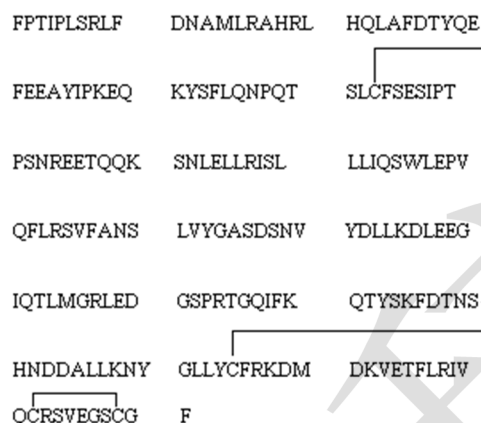 FPTIPLSRLF DNAMLRAHRL HQLAFDTYQE
FEEAYIPKEQ KYSFLQNPQT SLCFSESIPT
PSNREETQQK SNLELLRISL LLIQSWLEPV
QFLRSVFANS LVYGASDSNV YDLLKDLEEG
IQTLMGRLED GSPRTGQIFK QTYSKFDTNS
HNDDALLKNY GLLYCFRKDM DKVETFLRIV
QCRSVEGSCG F